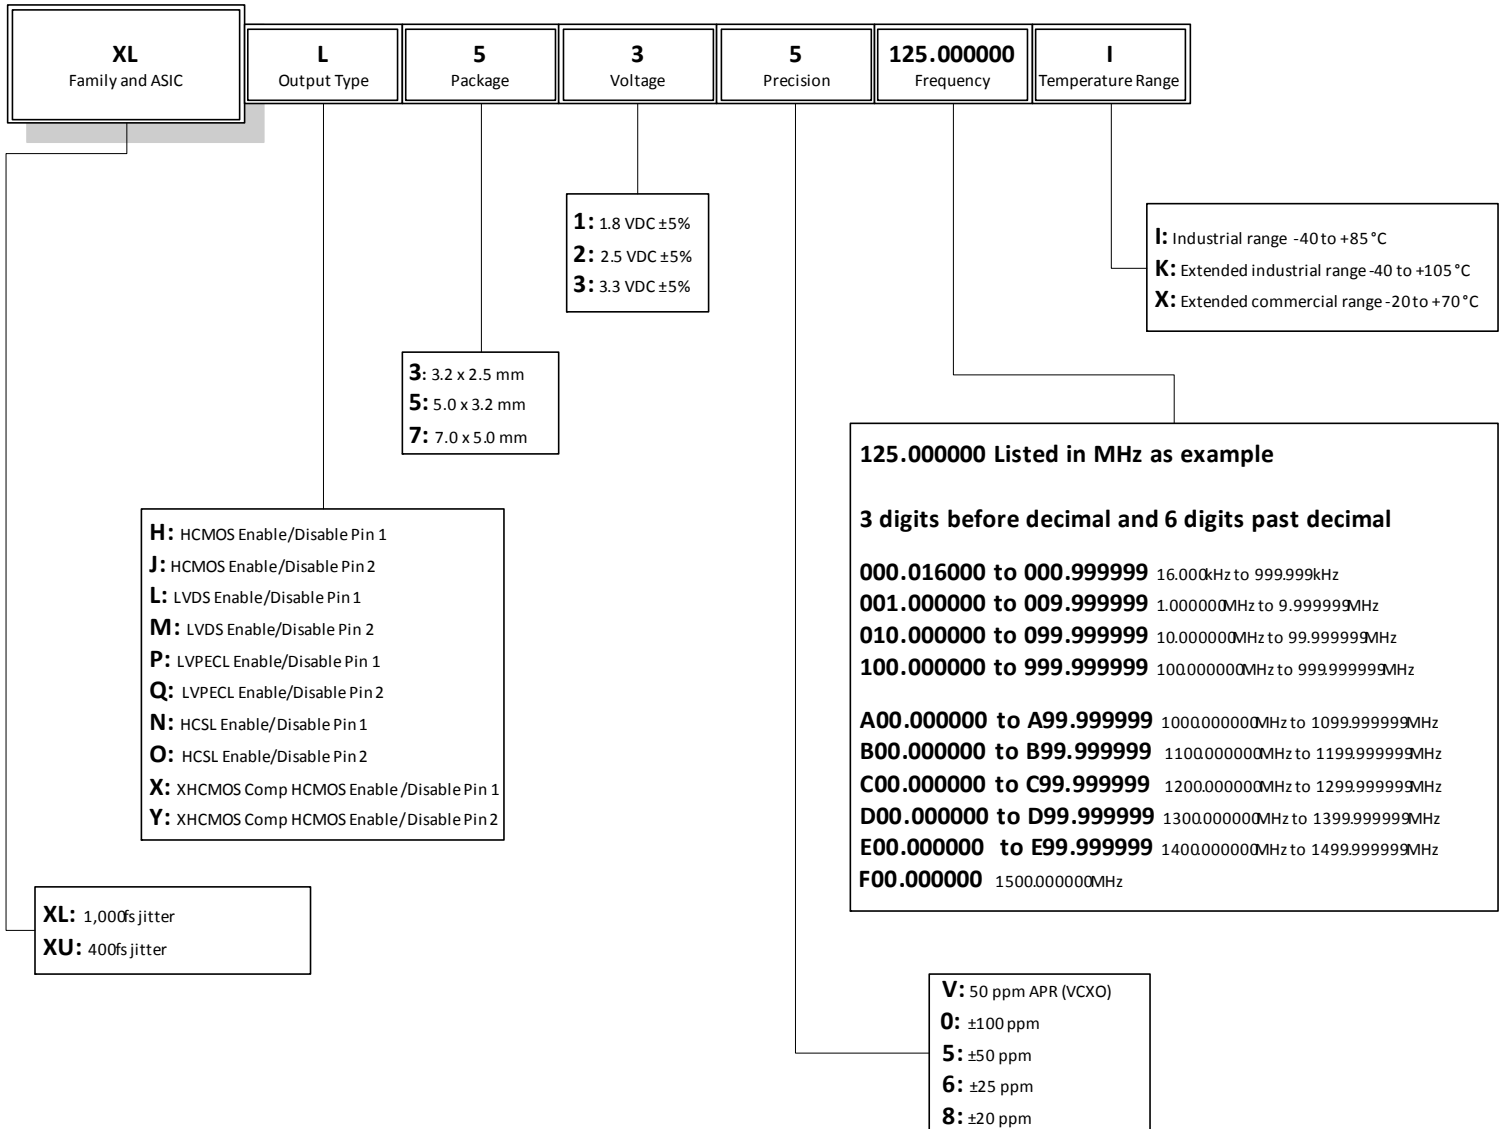 XL
Family and ASIC
L
Output Type
5
Package
3
Voltage
5
Precision
125.000000
Frequency
I
Temperature Range
1: 1.8 VDC ±5%
2: 2.5 VDC ±5%
3: 3.3 VDC ±5%
I: Industrial range -40 to +85 °C
K: Extended industrial range -40 to +105 °C
X: Extended commercial range -20 to +70 °C
3: 3.2 x 2.5 mm
5: 5.0 x 3.2 mm
7: 7.0 x 5.0 mm
125.000000 Listed in MHz as example
3 digits before decimal and 6 digits past decimal
000.016000 to 000.999999 16.000kHz to 999.999kHz
001.000000 to 009.999999 1.000000MHz to 9.999999MHz
010.000000 to 099.999999 10.000000MHz to 99.999999MHz
100.000000 to 999.999999 100.000000MHz to 999.999999MHz
A00.000000 to A99.999999 1000.000000MHz to 1099.999999MHz
B00.000000 to B99.999999 1100.000000MHz to 1199.999999MHz
C00.000000 to C99.999999 1200.000000MHz to 1299.999999MHz
D00.000000 to D99.999999 1300.000000MHz to 1399.999999MHz
E00.000000 to E99.999999 1400.000000MHz to 1499.999999MHz
F00.000000 1500.000000MHz
H: HCMOS Enable/Disable Pin 1
J: HCMOS Enable/Disable Pin 2
L: LVDS Enable/Disable Pin 1
M: LVDS Enable/Disable Pin 2
P: LVPECL Enable/Disable Pin 1
Q: LVPECL Enable/Disable Pin 2
N: HCSL Enable/Disable Pin 1
O: HCSL Enable/Disable Pin 2
X: XHCMOS Comp HCMOS Enable/Disable Pin 1
Y: XHCMOS Comp HCMOS Enable/Disable Pin 2
XL: 1,000fs jitter
XU: 400fs jitter
V: 50 ppm APR (VCXO)
0: ±100 ppm
5: ±50 ppm
6: ±25 ppm
8: ±20 ppm